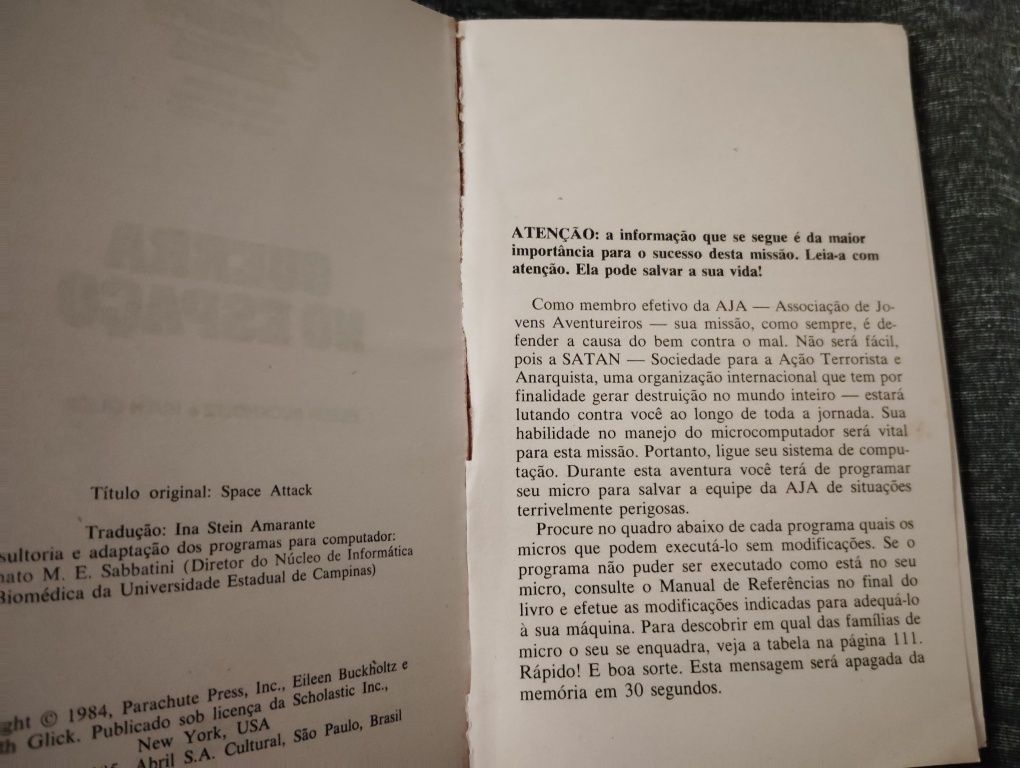 Título original: Space Attack
Tradução: Ina Stein Amarante
sultoria e adaptação dos programas para computador:
nato M. E. Sabbatini (Diretor do Núcleo de Informática
Biomédica da Universidade Estadual de Campinas)
ght © 1984, Parachute Press, Inc., Eileen Buckholtz e
th Glick. Publicado sob licença da Scholastic Inc.,
New York, USA
Abril S.A. Cultural, São Paulo, Brasil
ATENÇÃO: a informação que se segue é da maior
importância para o sucesso desta missão. Leia-a com
atenção. Ela pode salvar a sua vida!
Como membro efetivo da AJA — Associação de Jo-
vens Aventureiros — sua missão, como sempre, é de-
fender a causa do bem contra o mal. Não será fácil,
pois a SATAN — Sociedade para a Ação Terrorista e
Anarquista, uma organização internacional que tem por
finalidade gerar destruição no mundo inteiro — estará
lutando contra você ao longo de toda a jornada. Sua
habilidade no manejo do microcomputador será vital
para esta missão. Portanto, ligue seu sistema de compu-
tação. Durante esta aventura você terá de programar
seu micro para salvar a equipe da AJA de situações
terrivelmente perigosas.
Procure no quadro abaixo de cada programa quais os
micros que podem executá-lo sem modificações. Se o
programa não puder ser executado como está no seu
micro, consulte o Manual de Referências no final do
livro e efetue as modificações indicadas para adequá-lo
à sua máquina. Para descobrir em qual das famílias de
micro o seu se enquadra, veja a tabela na página 111.
Rápido! E boa sorte. Esta mensagem será apagada da
memória em 30 segundos.